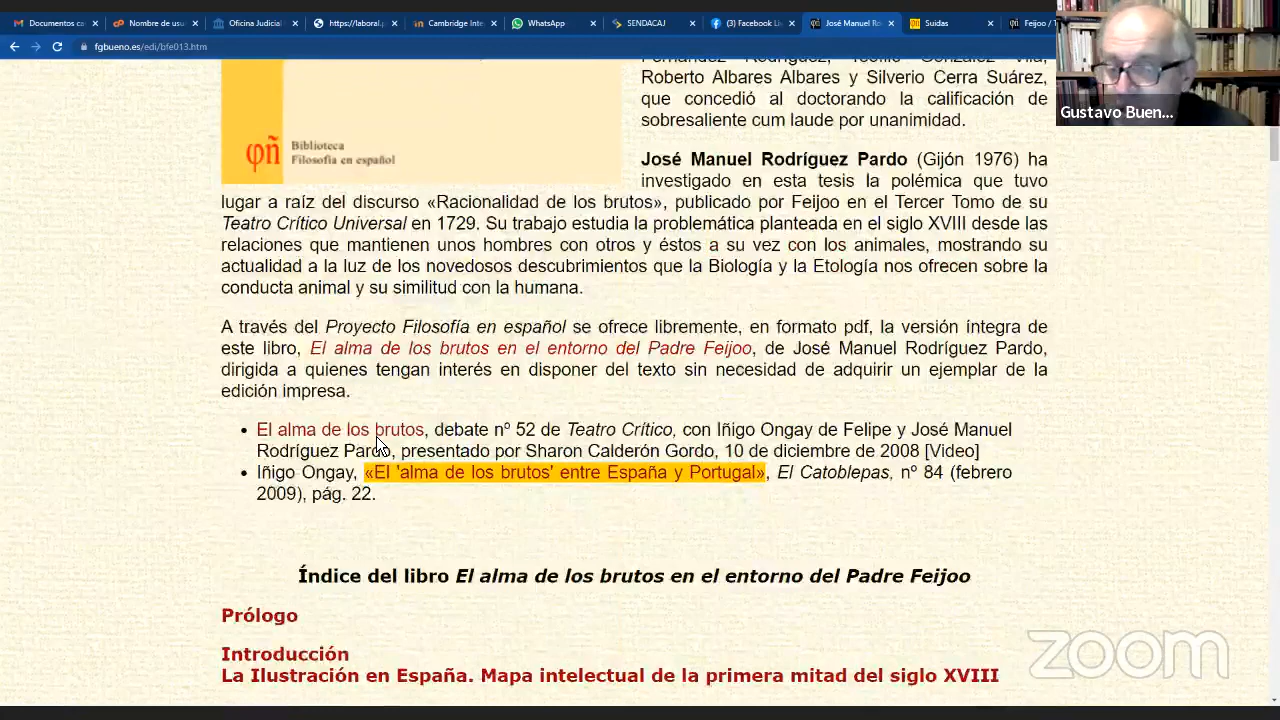 Documentos ca
Nombre de usu
Oficina Judicial
https://laboral.p
Cambridge Inte
WhatsApp
SENDACAJ
(3) Facebook Liv
José Manuel Ro
Suidas
Feijoo / T
fgbueno.es/edi/bfe013.htm
Gustavo Buen...
Roberto Albares Albares y Silverio Cerra Suárez,
que concedió al doctorando la calificación de
sobresaliente cum laude por unanimidad.
φñ Biblioteca
Filosofía en español
José Manuel Rodríguez Pardo (Gijón 1976) ha
investigado en esta tesis la polémica que tuvo
lugar a raíz del discurso «Racionalidad de los brutos», publicado por Feijoo en el Tercer Tomo de su
Teatro Crítico Universal en 1729. Su trabajo estudia la problemática planteada en el siglo XVIII desde las
relaciones que mantienen unos hombres con otros y éstos a su vez con los animales, mostrando su
actualidad a la luz de los novedosos descubrimientos que la Biología y la Etología nos ofrecen sobre la
conducta animal y su similitud con la humana.
A través del Proyecto Filosofía en español se ofrece libremente, en formato pdf, la versión íntegra de
este libro, El alma de los brutos en el entorno del Padre Feijoo, de José Manuel Rodríguez Pardo,
dirigida a quienes tengan interés en disponer del texto sin necesidad de adquirir un ejemplar de la
edición impresa.
• El alma de los brutos, debate nº 52 de Teatro Crítico, con Iñigo Ongay de Felipe y José Manuel
Rodríguez Pardo, presentado por Sharon Calderón Gordo, 10 de diciembre de 2008 [Video]
• Iñigo Ongay, «El 'alma de los brutos' entre España y Portugal», El Catoblepas, nº 84 (febrero
2009), pág. 22.
Índice del libro El alma de los brutos en el entorno del Padre Feijoo
Prólogo
Introducción
La Ilustración en España. Mapa intelectual de la primera mitad del siglo XVIII
zoom